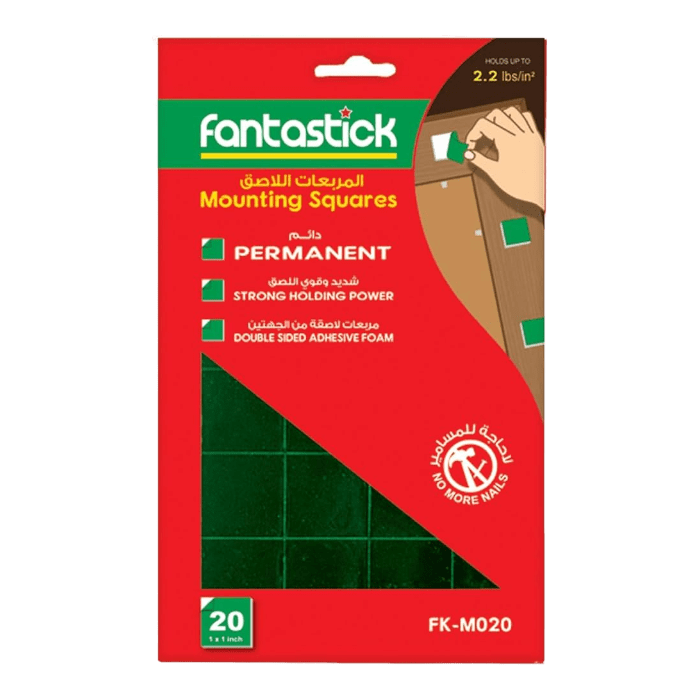 HOLDS UP TO
2.2 lbs/in²
fantastick
المربعات اللاصق
Mounting Squares
دائم
PERMANENT
شديد وقوي اللصق
STRONG HOLDING POWER
مربعات لاصقة من الجهتين
DOUBLE SIDED ADHESIVE FOAM
لاحاجة للمسامير
NO MORE NAILS
20
1 x 1 inch
FK-M020